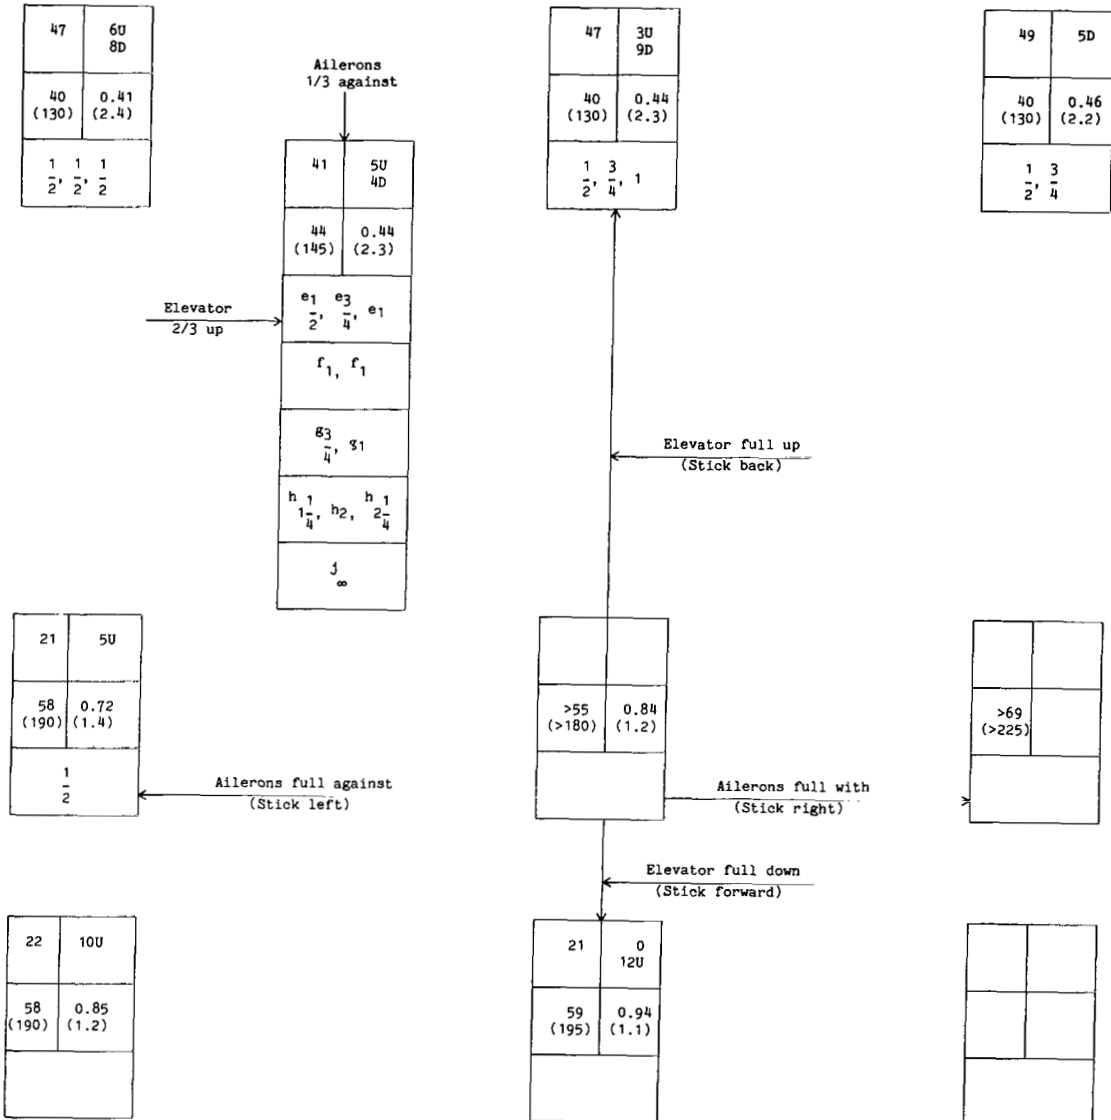 47 6U
8D
40 0.41
(130) (2.4)
1/2, 1/2, 1/2
Ailerons
1/3 against
41 5U
4D
44 0.44
(145) (2.3)
Elevator
2/3 up
e 1/2, e 3/4, e1
f1, f1
g 3/4, g1
h 1 1/4, h2, h 2 1/4
j∞
47 3U
9D
40 0.44
(130) (2.3)
1/2, 3/4, 1
49 5D
40 0.46
(130) (2.2)
1/2, 3/4
Elevator full up
(Stick back)
21 5U
58 0.72
(190) (1.4)
1/2
Ailerons full against
(Stick left)
>55 0.84
(>180) (1.2)
Ailerons full with
(Stick right)
>69
(>225)
Elevator full down
(Stick forward)
22 10U
58 0.85
(190) (1.2)
21 0
12U
59 0.94
(195) (1.1)